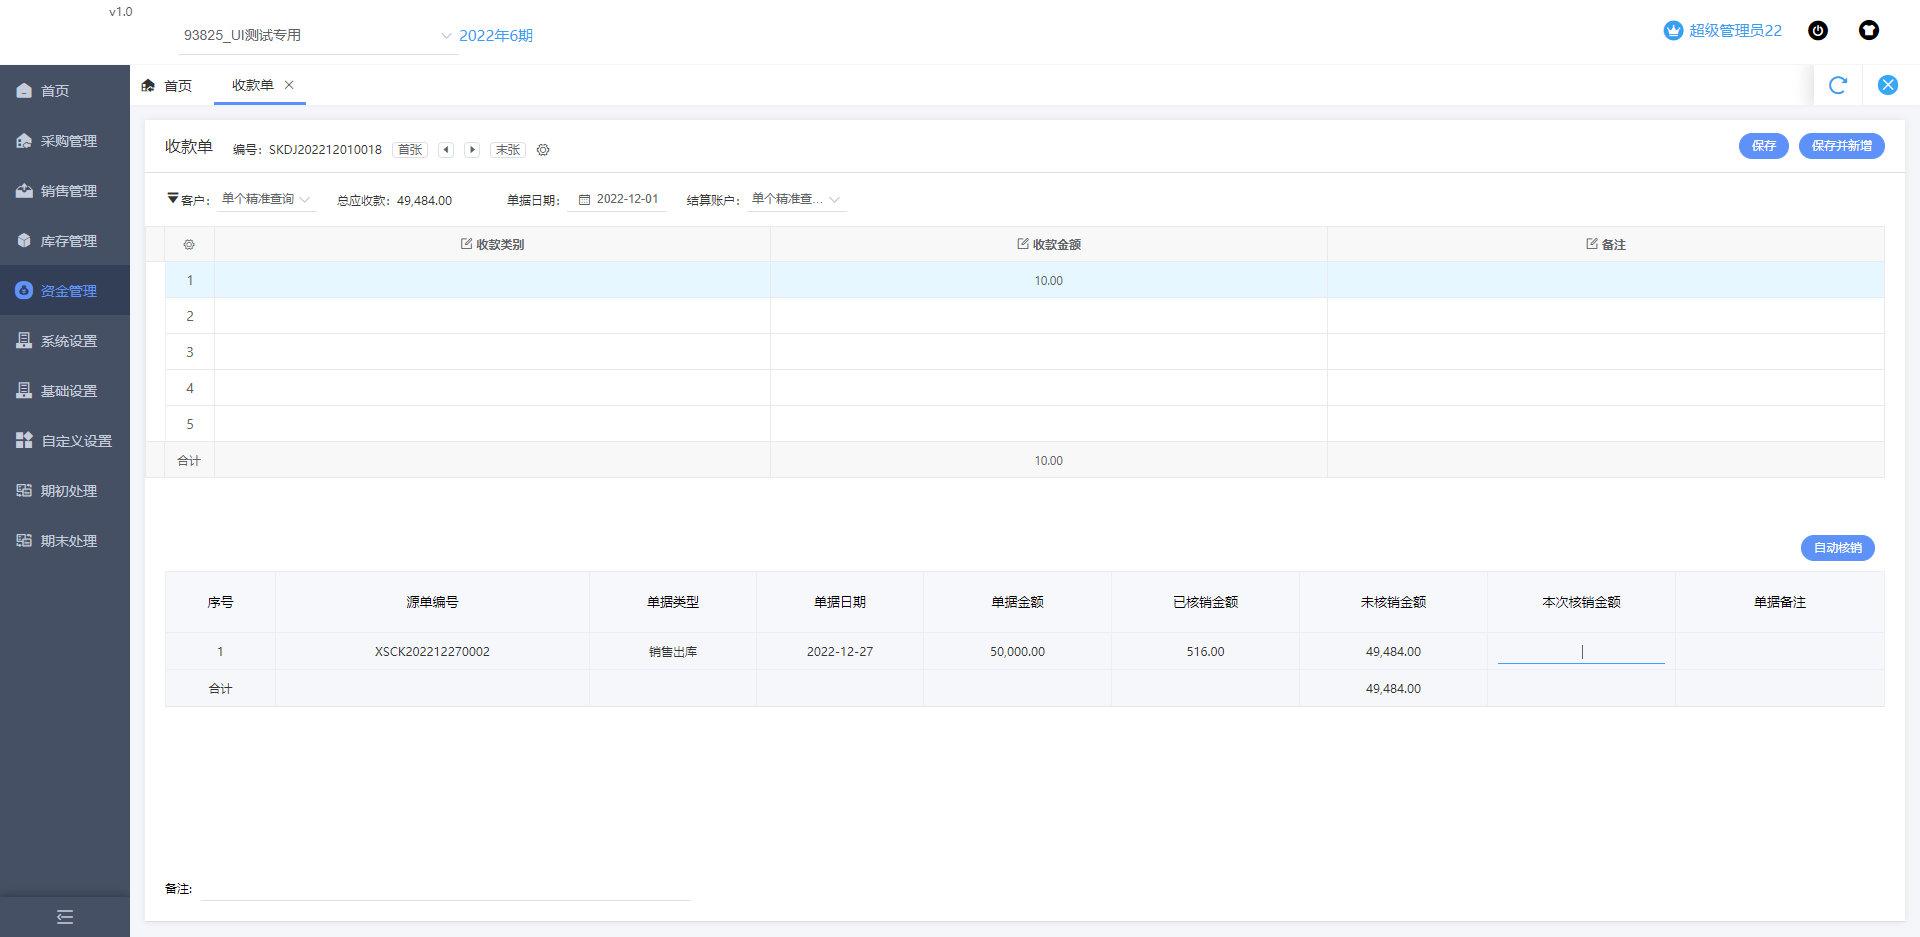 v1.0
93825_UI测试专用 2022年6期
超级管理员22
首页
采购管理
销售管理
库存管理
资金管理
系统设置
基础设置
自定义设置
期初处理
期末处理
首页 收款单
收款单 编号: SKDJ202212010018 首张 末张
保存 保存并新增
客户: 单个精准查询 总应收款: 49,484.00 单据日期: 2022-12-01 结算账户: 单个精准查...
收款类别 收款金额 备注
1 10.00
2
3
4
5
合计 10.00
自动核销
序号 源单编号 单据类型 单据日期 单据金额 已核销金额 未核销金额 本次核销金额 单据备注
1 XSCK202212270002 销售出库 2022-12-27 50,000.00 516.00 49,484.00
合计 49,484.00
备注: